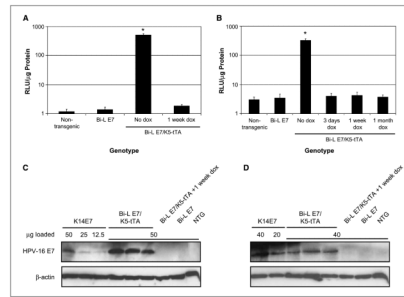 A
B
RLU/µg Protein
1000
100
10
1
*
Non-transgenic
Bi-L E7
No dox
1 week dox
Bi-L E7/K5-tTA
Genotype
RLU/µg Protein
1000
100
10
1
*
Non-transgenic
Bi-L E7
No dox
3 days dox
1 week dox
1 month dox
Bi-L E7/K5-tTA
Genotype
C
K14E7
Bi-L E7/
K5-tTA
Bi-L E7/K5-tTA +1 week dox
Bi-L E7
NTG
µg loaded
50
25
12.5
50
HPV-16 E7
β-actin
D
K14E7
Bi-L E7/
K5-tTA
Bi-L E7/K5-tTA +1 week dox
Bi-L E7
NTG
40
20
40